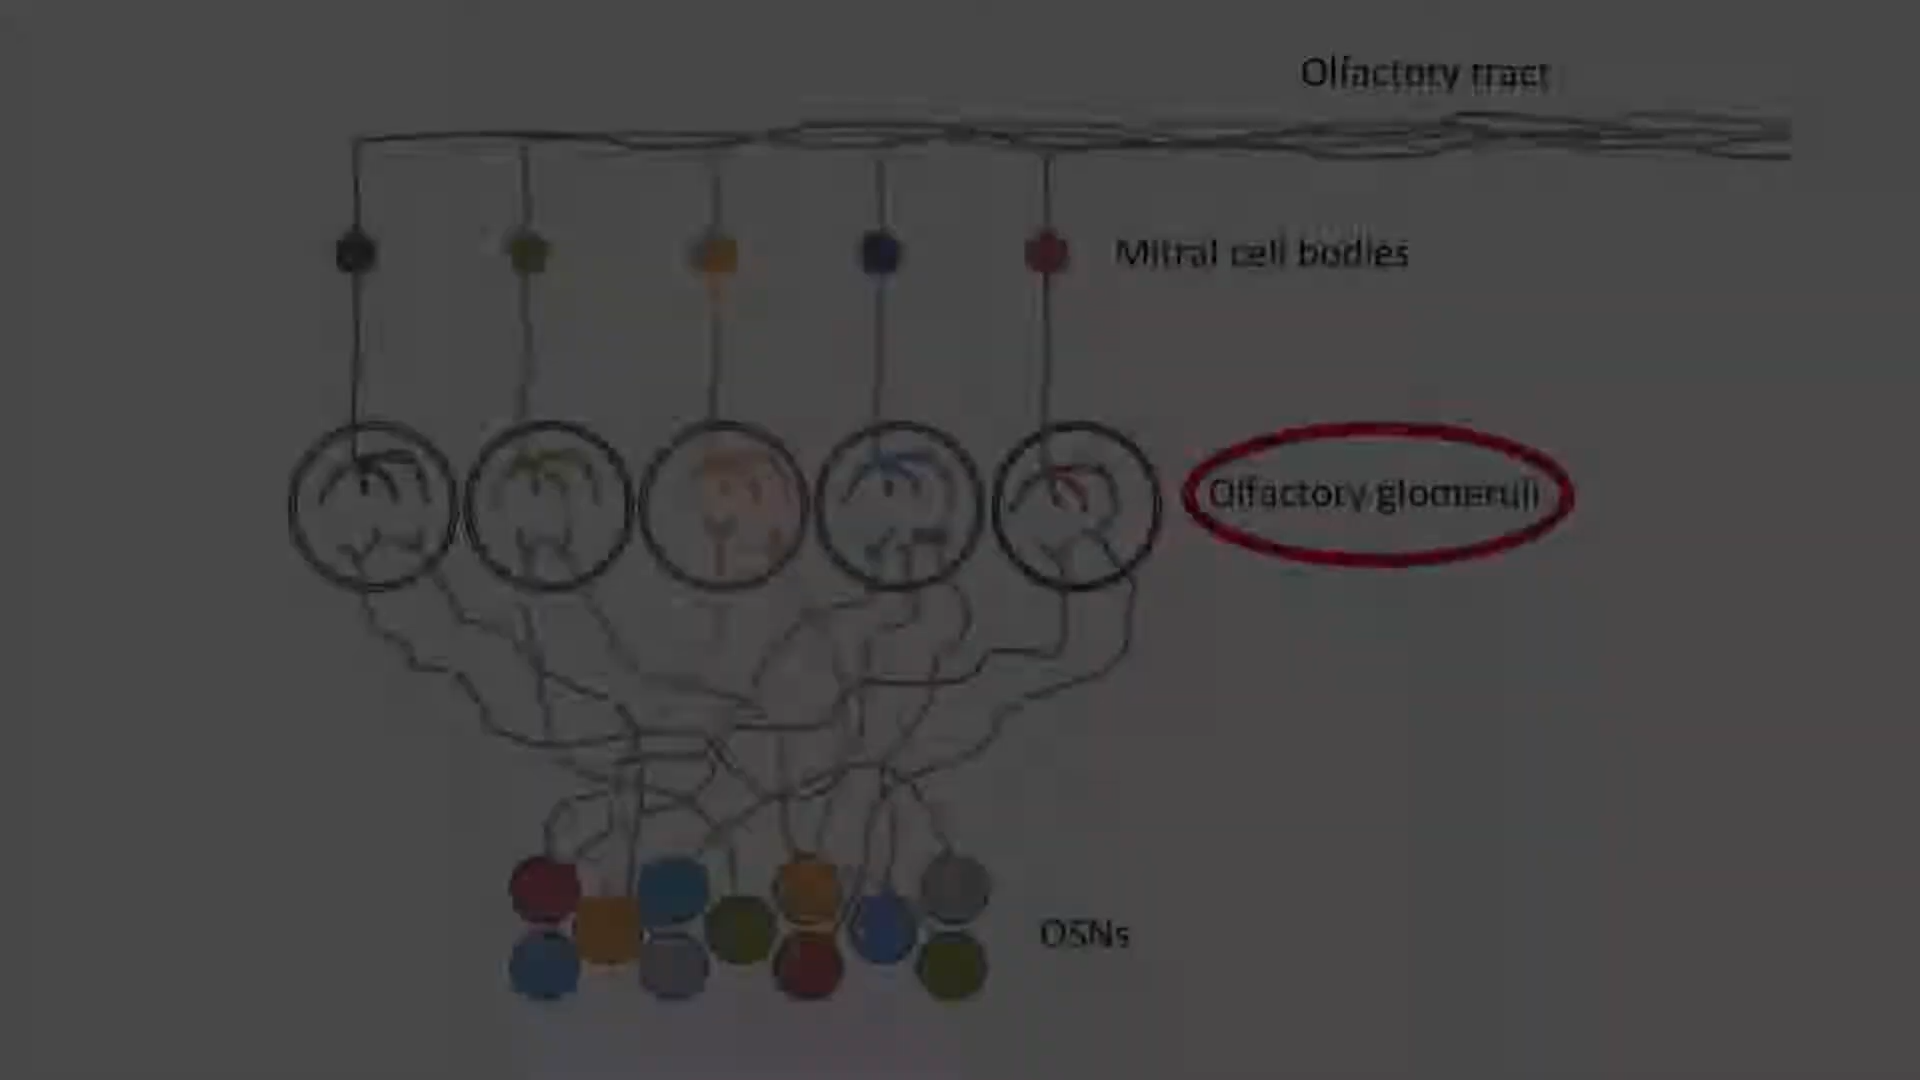 Olfactory tract
Mitral cell bodies
Olfactory glomeruli
OSNs